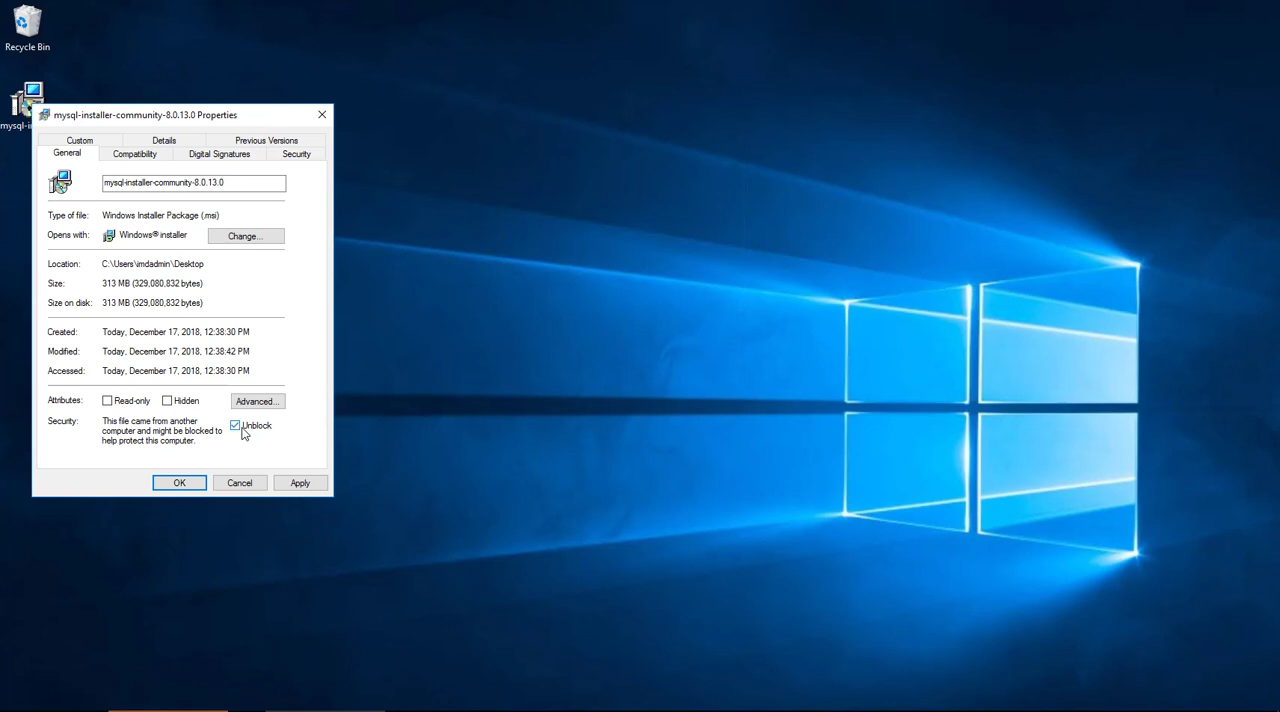 Recycle Bin
mysql-i
mysql-installer-community-8.0.13.0 Properties
Custom Details Previous Versions
General Compatibility Digital Signatures Security
mysql-installer-community-8.0.13.0
Type of file: Windows Installer Package (.msi)
Opens with: Windows® installer Change...
Location: C:\Users\imdadmin\Desktop
Size: 313 MB (329,080,832 bytes)
Size on disk: 313 MB (329,080,832 bytes)
Created: Today, December 17, 2018, 12:38:30 PM
Modified: Today, December 17, 2018, 12:38:42 PM
Accessed: Today, December 17, 2018, 12:38:30 PM
Attributes: Read-only Hidden Advanced...
Security: This file came from another Unblock
computer and might be blocked to
help protect this computer.
OK Cancel Apply